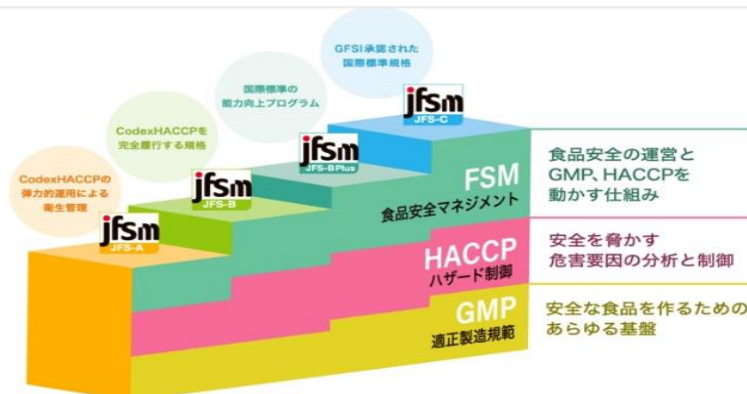 GFSI承認された
国際標準規格
国際標準の
能力向上プログラム
CodexHACCPを
完全履行する規格
CodexHACCPの
弾力的運用による
衛生管理
jfsm
JFS-C
jfsm
JFS-B Plus
jfsm
JFS-B
jfsm
JFS-A
FSM
食品安全マネジメント
食品安全の運営と
GMP、HACCPを
動かす仕組み
HACCP
ハザード制御
安全を脅かす
危害要因の分析と制御
GMP
適正製造規範
安全な食品を作るための
あらゆる基盤